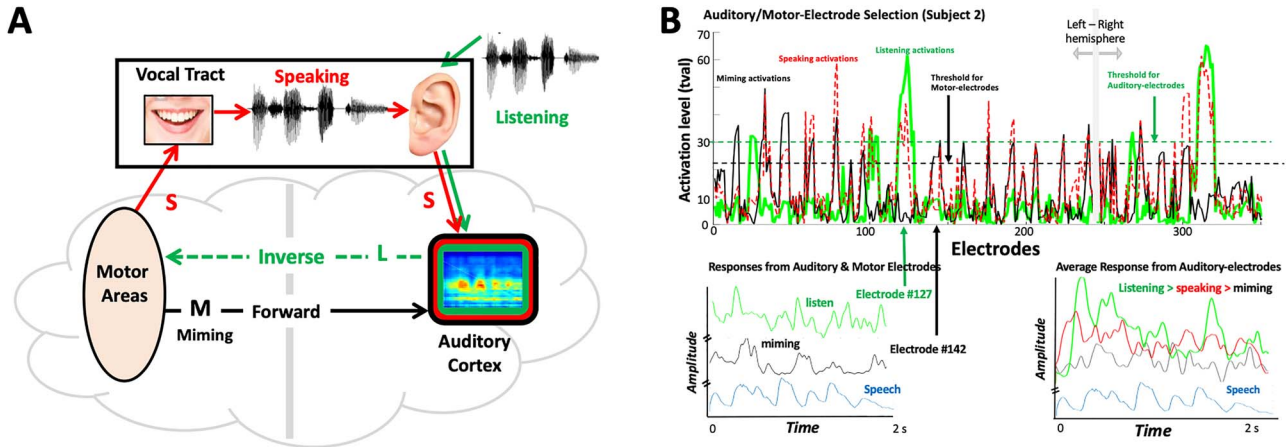 A
Vocal Tract
Speaking
Listening
S
S
Motor
Areas
Inverse
L
M
Forward
Miming
Auditory
Cortex
B
Auditory/Motor-Electrode Selection (Subject 2)
Left – Right
hemisphere
Activation level (tval)
70
60
30
10
0
Miming activations
Speaking activations
Listening activations
Threshold for
Motor-electrodes
Threshold for
Auditory-electrodes
0
100
200
300
Electrodes
Responses from Auditory & Motor Electrodes
Electrode #127
Electrode #142
listen
miming
Speech
Amplitude
0
Time
2 s
Average Response from Auditory-electrodes
Listening > speaking > miming
Speech
Amplitude
0
Time
2 s